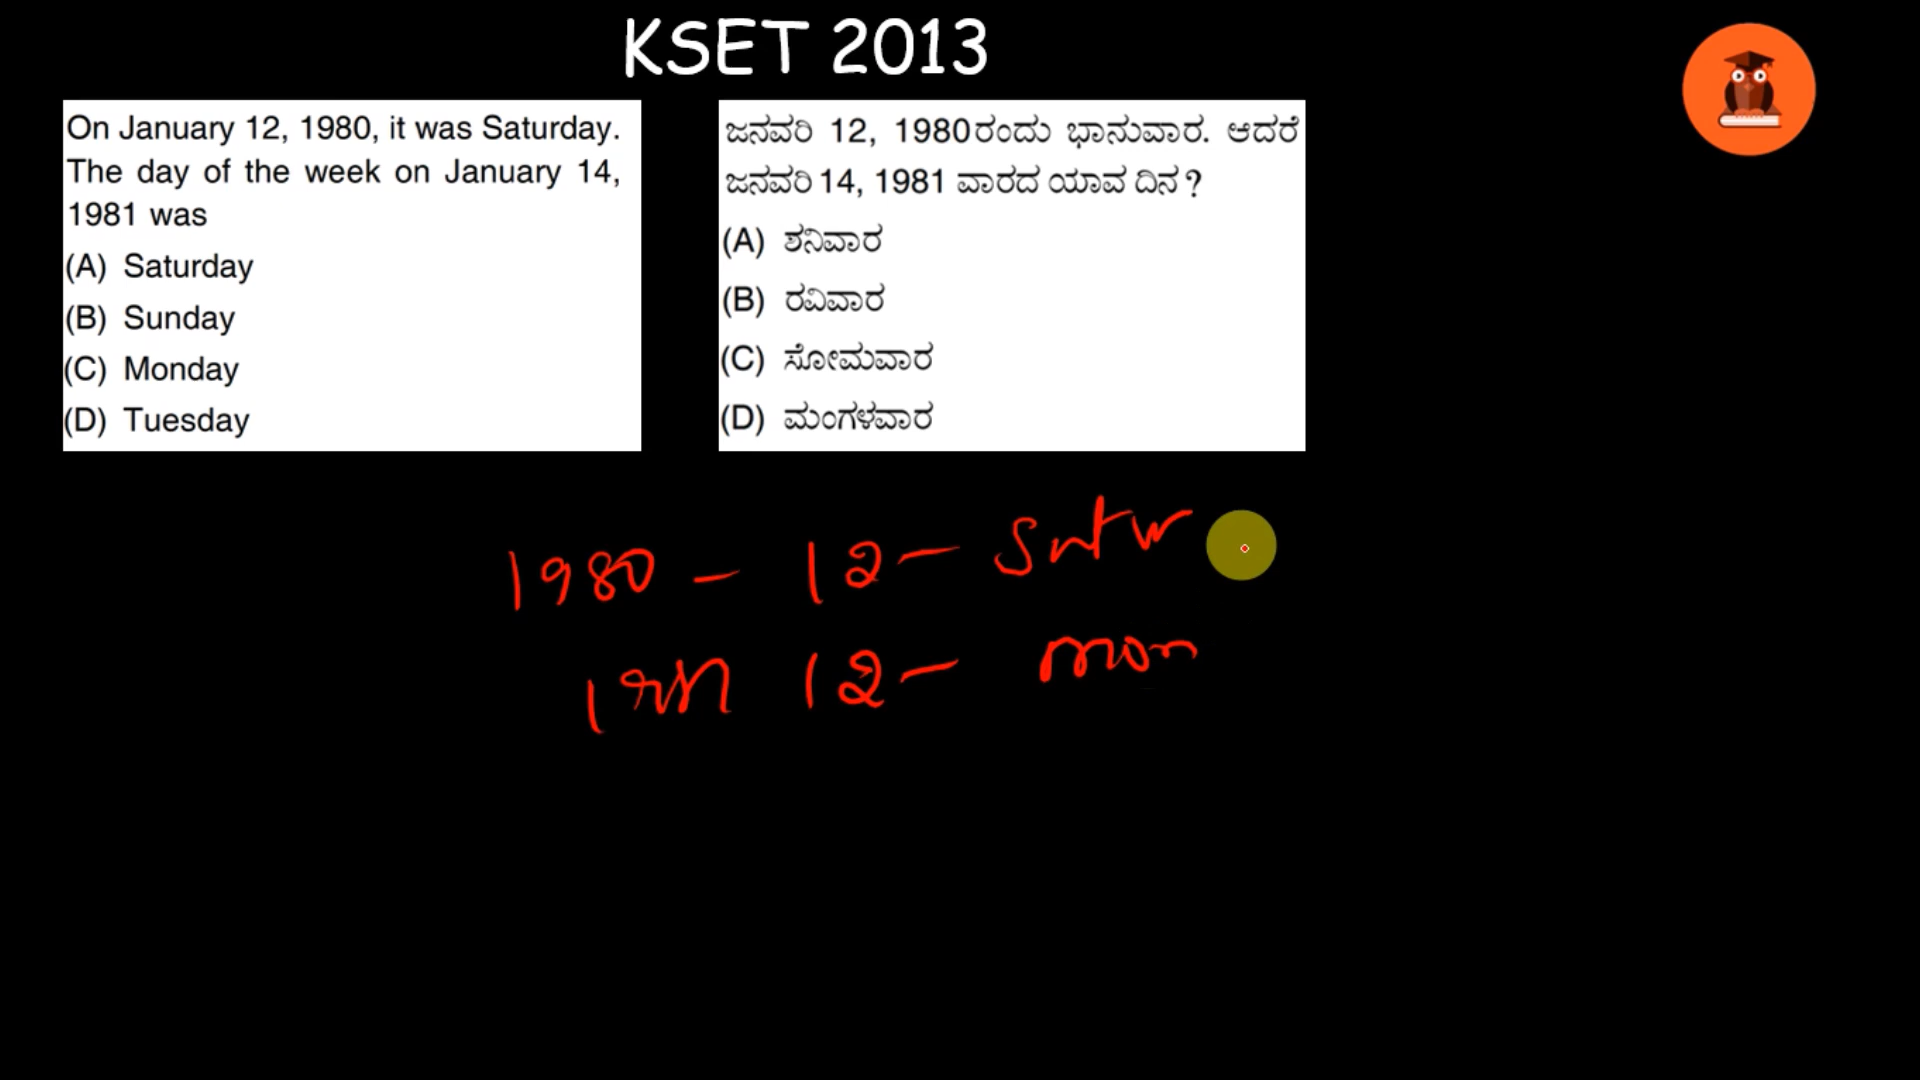 KSET 2013
On January 12, 1980, it was Saturday.
The day of the week on January 14,
1981 was
(A) Saturday
(B) Sunday
(C) Monday
(D) Tuesday
ಜನವರಿ 12, 1980ರಂದು ಭಾನುವಾರ. ಆದರೆ
ಜನವರಿ 14, 1981 ವಾರದ ಯಾವ ದಿನ ?
(A) ಶನಿವಾರ
(B) ರವಿವಾರ
(C) ಸೋಮವಾರ
(D) ಮಂಗಳವಾರ
1980 - 12 -
12 - mon